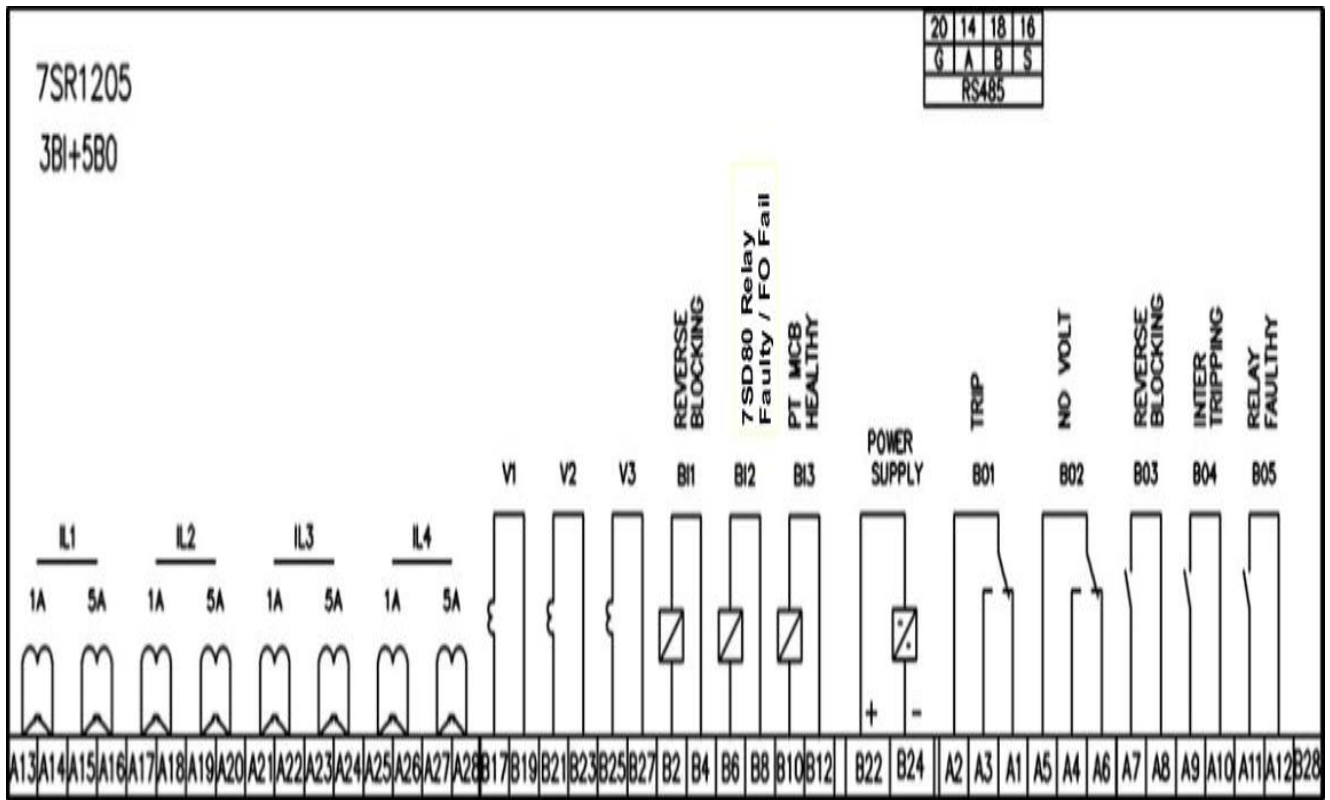 20 14 18 16
G A B S
RS485
7SR1205
3BI+5BO
REVERSE
BLOCKING
7SD80 Relay
Faulty / FO Fail
PT MCB
HEALTHY
TRIP
NO VOLT
REVERSE
BLOCKING
INTER
TRIPPING
RELAY
FAULTHY
V1 V2 V3 BI1 BI2 BI3
POWER
SUPPLY
BO1 BO2 BO3 BO4 BO5
IL1 IL2 IL3 IL4
1A 5A 1A 5A 1A 5A 1A 5A
+ -
A13 A14 A15 A16 A17 A18 A19 A20 A21 A22 A23 A24 A25 A26 A27 A28 B17 B19 B21 B23 B25 B27 B2 B4 B6 B8 B10 B12 B22 B24 A2 A3 A1 A5 A4 A6 A7 A8 A9 A10 A11 A12 B28